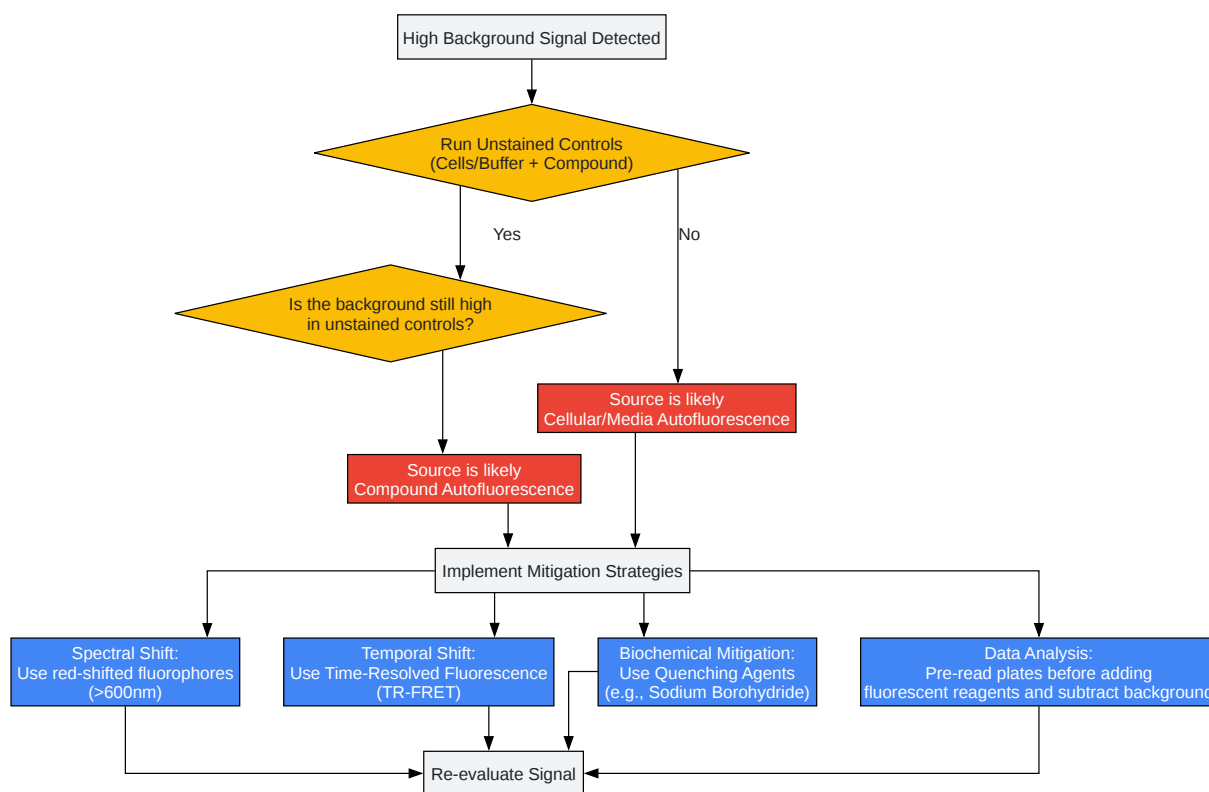 High Background Signal Detected
Run Unstained Controls
(Cells/Buffer + Compound)
Yes
No
Is the background still high
in unstained controls?
Source is likely
Cellular/Media Autofluorescence
Source is likely
Compound Autofluorescence
Implement Mitigation Strategies
Spectral Shift:
Use red-shifted fluorophores
(>600nm)
Temporal Shift:
Use Time-Resolved Fluorescence
(TR-FRET)
Biochemical Mitigation:
Use Quenching Agents
(e.g., Sodium Borohydride)
Data Analysis:
Pre-read plates before adding
fluorescent reagents and subtract background
Re-evaluate Signal